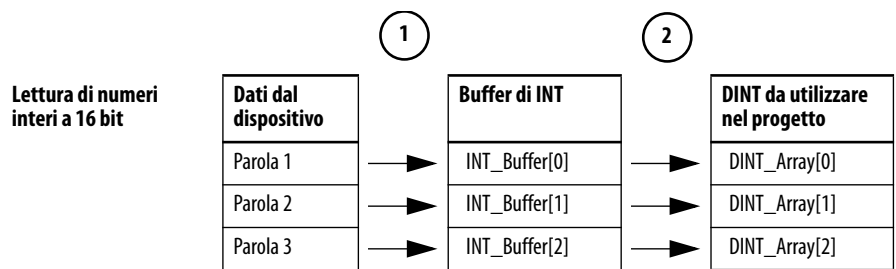 1 2
Lettura di numeri
interi a 16 bit
Dati dal
dispositivo
Buffer di INT
DINT da utilizzare
nel progetto
Parola 1 INT_Buffer[0] DINT_Array[0]
Parola 2 INT_Buffer[1] DINT_Array[1]
Parola 3 INT_Buffer[2] DINT_Array[2]